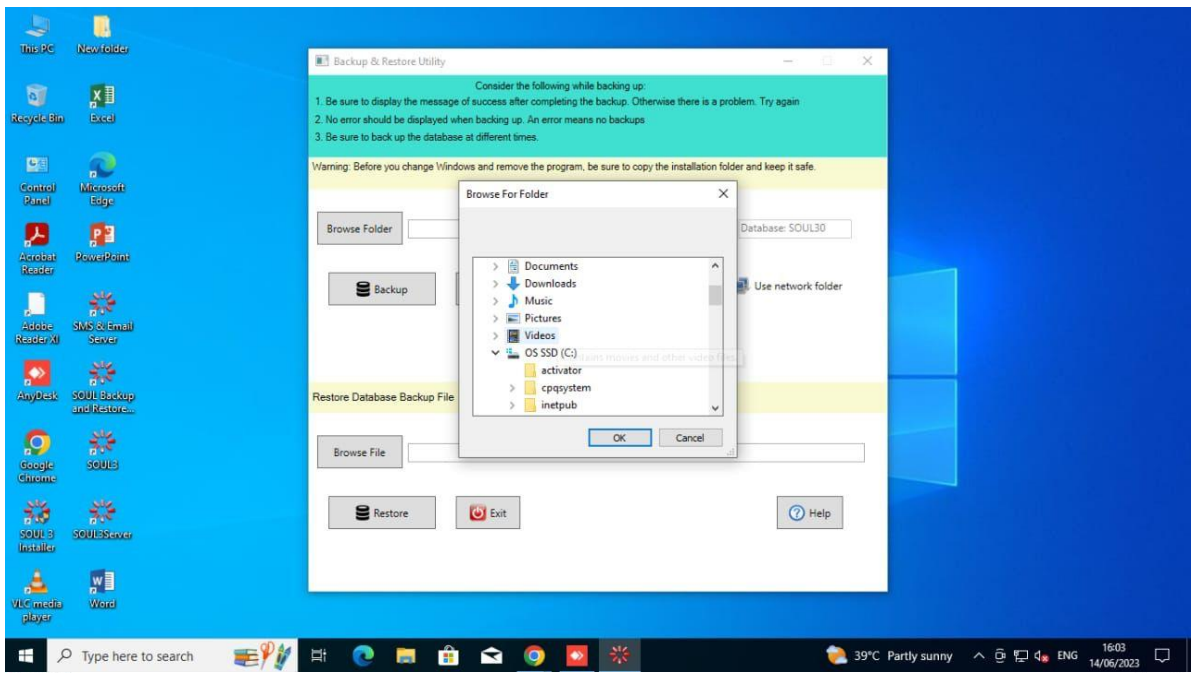 This PC
New folder
Recycle Bin
Excel
Control Panel
Microsoft Edge
Acrobat Reader
PowerPoint
Adobe Reader XI
SMS & Email Server
AnyDesk
SOUL Backup and Restore...
Google Chrome
SOUL3
SOUL 3 Installer
SOUL3Server
VLC media player
Word
Backup & Restore Utility
Consider the following while backing up:
1. Be sure to display the message of success after completing the backup. Otherwise there is a problem. Try again
2. No error should be displayed when backing up. An error means no backups
3. Be sure to back up the database at different times.
Warning: Before you change Windows and remove the program, be sure to copy the installation folder and keep it safe.
Browse For Folder
Browse Folder
Database: SOUL30
Documents
Downloads
Music
Pictures
Videos
OS SSD (C:)
activator
cpqsystem
inetpub
Backup
Use network folder
Contains movies and other video files.
OK
Cancel
Restore Database Backup File
Browse File
Restore
Exit
Help
Type here to search
39°C Partly sunny
ENG
16:03
14/06/2023